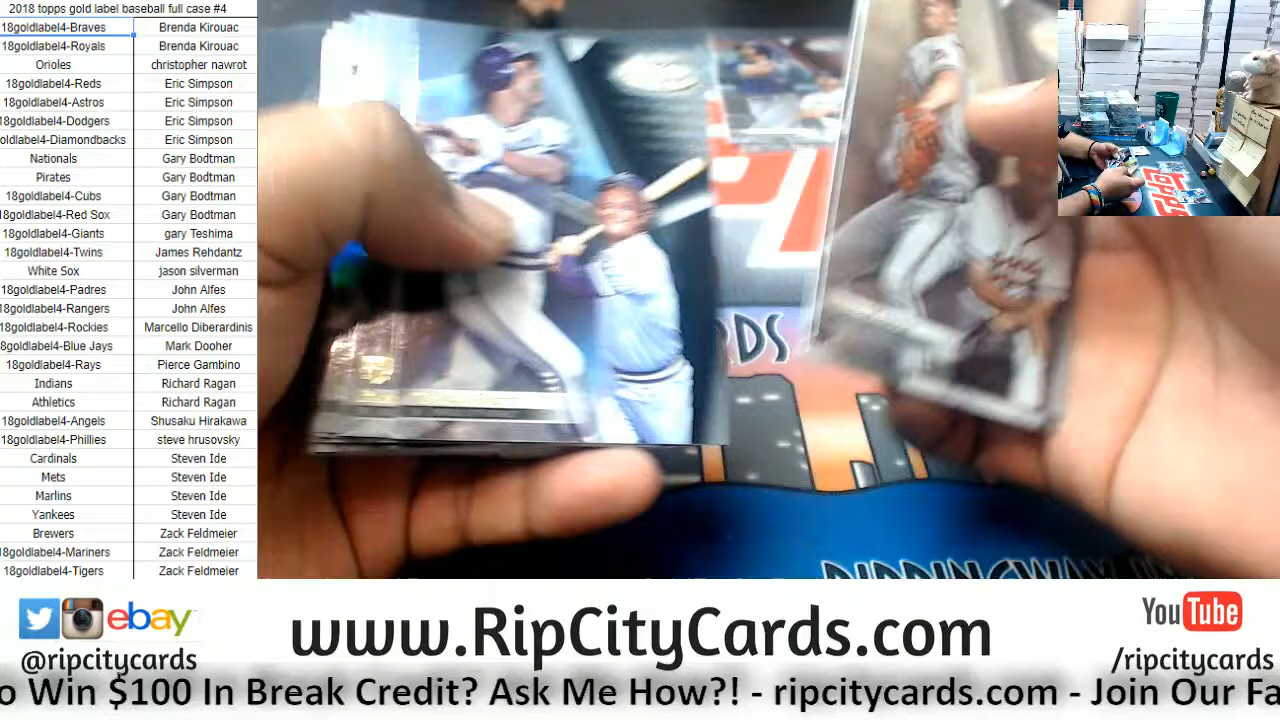 2018 topps gold label baseball full case #4
18goldlabel4-Braves Brenda Kirouac
18goldlabel4-Royals Brenda Kirouac
Orioles christopher nawrot
18goldlabel4-Reds Eric Simpson
18goldlabel4-Astros Eric Simpson
18goldlabel4-Dodgers Eric Simpson
oldlabel4-Diamondbacks Eric Simpson
Nationals Gary Bodtman
Pirates Gary Bodtman
18goldlabel4-Cubs Gary Bodtman
18goldlabel4-Red Sox Gary Bodtman
18goldlabel4-Giants gary Teshima
18goldlabel4-Twins James Rehdantz
White Sox jason silverman
18goldlabel4-Padres John Alfes
18goldlabel4-Rangers John Alfes
18goldlabel4-Rockies Marcello Diberardinis
8goldlabel4-Blue Jays Mark Dooher
18goldlabel4-Rays Pierce Gambino
Indians Richard Ragan
Athletics Richard Ragan
18goldlabel4-Angels Shusaku Hirakawa
18goldlabel4-Phillies steve hrusovsky
Cardinals Steven Ide
Mets Steven Ide
Marlins Steven Ide
Yankees Steven Ide
Brewers Zack Feldmeier
8goldlabel4-Mariners Zack Feldmeier
18goldlabel4-Tigers Zack Feldmeier
RDS
topps
ebay
@ripcitycards
www.RipCityCards.com
YouTube
/ripcitycards
o Win $100 In Break Credit? Ask Me How?! - ripcitycards.com - Join Our Fa